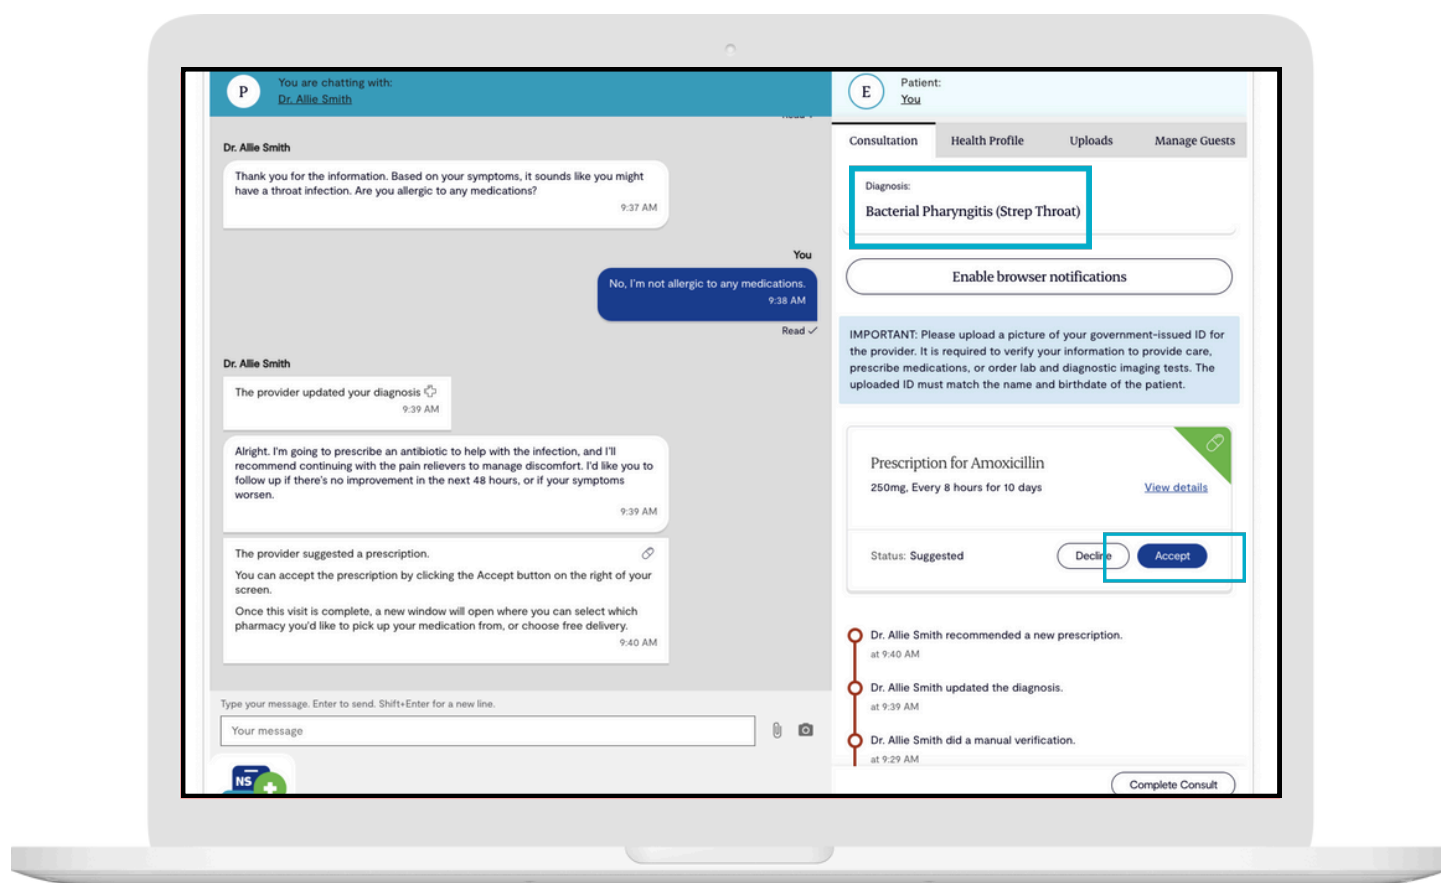 P
You are chatting with:
Dr. Allie Smith
Dr. Allie Smith
Thank you for the information. Based on your symptoms, it sounds like you might
have a throat infection. Are you allergic to any medications?
9:37 AM
You
No, I'm not allergic to any medications.
9:38 AM
Read
Dr. Allie Smith
The provider updated your diagnosis
9:39 AM
Alright. I'm going to prescribe an antibiotic to help with the infection, and I'll
recommend continuing with the pain relievers to manage discomfort. I'd like you to
follow up if there's no improvement in the next 48 hours, or if your symptoms
worsen.
9:39 AM
The provider suggested a prescription.
You can accept the prescription by clicking the Accept button on the right of your
screen.
Once this visit is complete, a new window will open where you can select which
pharmacy you'd like to pick up your medication from, or choose free delivery.
9:40 AM
Type your message. Enter to send. Shift+Enter for a new line.
Your message
NS
E
Patient:
You
Consultation Health Profile Uploads Manage Guests
Diagnosis:
Bacterial Pharyngitis (Strep Throat)
Enable browser notifications
IMPORTANT: Please upload a picture of your government-issued ID for
the provider. It is required to verify your information to provide care,
prescribe medications, or order lab and diagnostic imaging tests. The
uploaded ID must match the name and birthdate of the patient.
Prescription for Amoxicillin
250mg, Every 8 hours for 10 days View details
Status: Suggested Decline Accept
Dr. Allie Smith recommended a new prescription.
at 9:40 AM
Dr. Allie Smith updated the diagnosis.
at 9:39 AM
Dr. Allie Smith did a manual verification.
at 9:29 AM
Complete Consult